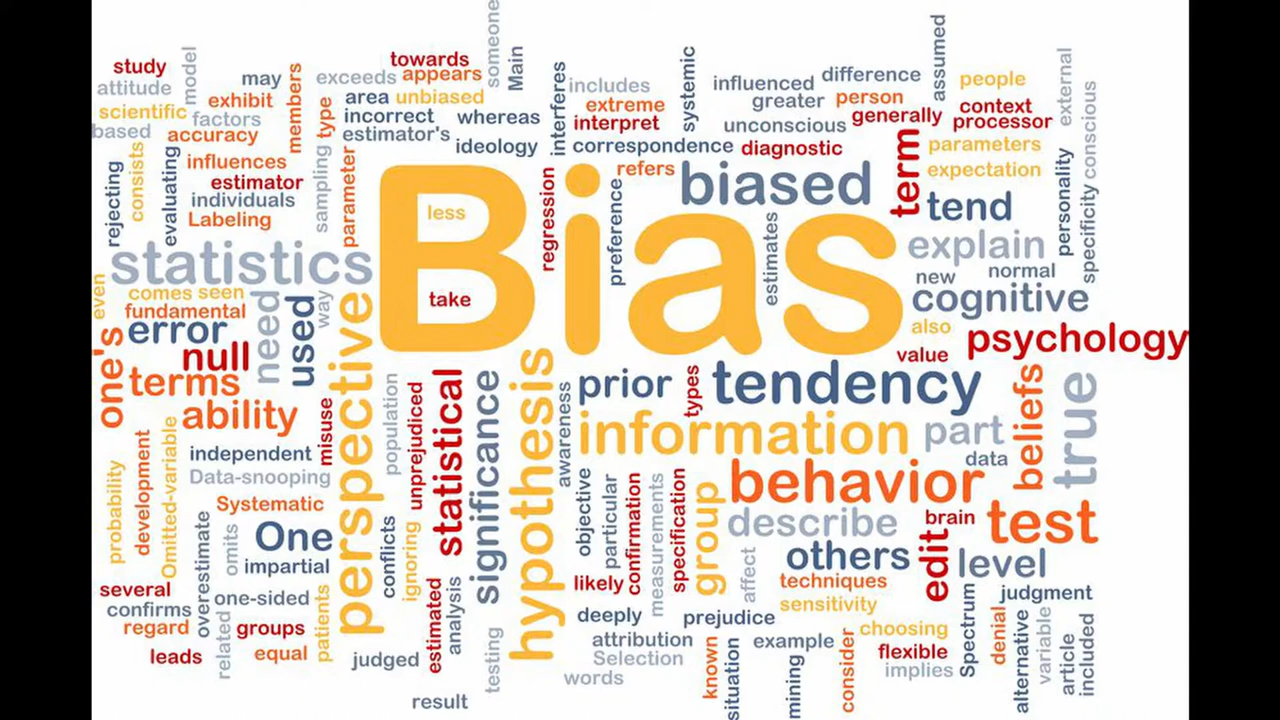 study
attitude
model
scientific
based
may
exhibit
factors
accuracy
members
type
towards
exceeds appears
area unbiased
incorrect
estimator's
whereas
ideology
someone
Main
interferes
includes
extreme
interpret
correspondence
refers
systemic
influenced
greater
unconscious
diagnostic
difference
person
generally
assumed
people
context
processor
parameters
expectation
external
conscious
rejecting
consists
evaluating
influences
estimator
individuals
Labeling
sampling
parameter
less
take
Bias
regression
preference
biased
estimates
term
tend
explain
new
normal
cognitive
also
personality
specificity
statistics
even
comes seen
fundamental
error
null
terms
ability
one's
need
used
way
perspective
value
psychology
prior
types
tendency
information
part
data
beliefs
true
behavior
describe
brain
test
others
edit
level
independent
Data-snooping
Systematic
misuse
population
unprejudiced
statistical
significance
hypothesis
awareness
probability
development
Omitted-variable
overestimate
omits
One
impartial
conflicts
ignoring
objective
particular
confirmation
measurements
specification
group
affect
techniques
sensitivity
judgment
several
confirms
regard
leads
one-sided
related
groups
equal
patients
judged
estimated
analysis
testing
result
likely
deeply
attribution
Selection
words
prejudice
known
situation
example
mining
consider
choosing
flexible
implies
Spectrum
denial
alternative
variable
article
included